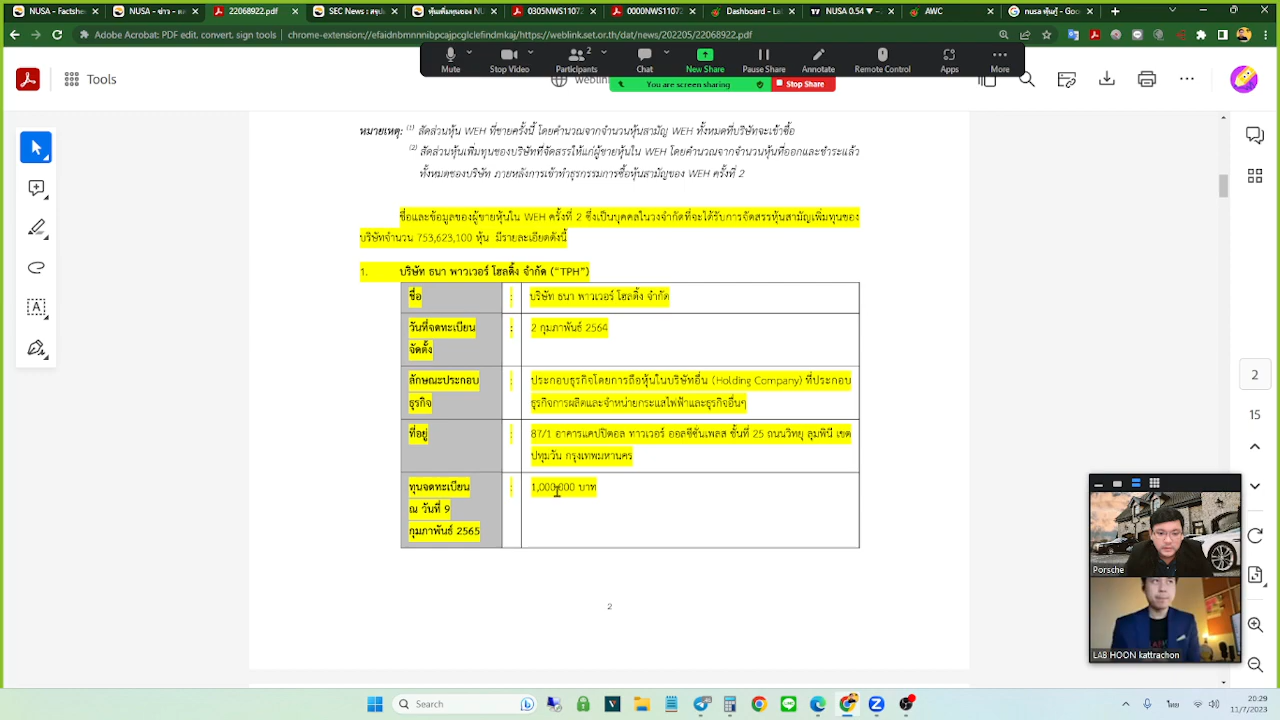 NUSA - Factshe
NUSA - ข่าว
22068922.pdf
SEC News : สรุ
หุ้นเพิ่มทุนของ NU
0305NWS11072
0000NWS11072
Dashboard - La
NUSA 0.54 ▼ -
AWC
nusa หุ้นกู้ - Goo
Adobe Acrobat: PDF edit, convert, sign tools | chrome-extension://efaidnbmnnnibpcajpcglclefindmkaj/https://weblink.set.or.th/dat/news/202205/22068922.pdf
Mute
Stop Video
Participants
2
Chat
New Share
Pause Share
Annotate
Remote Control
Apps
More
Tools
You are screen sharing
Stop Share
หมายเหตุ: (1) สัดส่วนหุ้น WEH ที่ขายครั้งนี้ โดยคำนวณจากจำนวนหุ้นสามัญ WEH ทั้งหมดที่บริษัทจะเข้าซื้อ
(2) สัดส่วนหุ้นเพิ่มทุนของบริษัทที่จัดสรรให้แก่ผู้ขายหุ้นใน WEH โดยคำนวณจากจำนวนหุ้นที่ออกและชำระแล้ว
ทั้งหมดของบริษัท ภายหลังการเข้าทำธุรกรรมการซื้อหุ้นสามัญของ WEH ครั้งที่ 2
ชื่อและข้อมูลของผู้ขายหุ้นใน WEH ครั้งที่ 2 ซึ่งเป็นบุคคลในวงจำกัดที่จะได้รับการจัดสรรหุ้นสามัญเพิ่มทุนของ
บริษัทจำนวน 753,623,100 หุ้น มีรายละเอียดดังนี้
1. บริษัท ธนา พาวเวอร์ โฮลดิ้ง จำกัด ("TPH")
ชื่อ : บริษัท ธนา พาวเวอร์ โฮลดิ้ง จำกัด
วันที่จดทะเบียน : 2 กุมภาพันธ์ 2564
จัดตั้ง
ลักษณะประกอบ : ประกอบธุรกิจโดยการถือหุ้นในบริษัทอื่น (Holding Company) ที่ประกอบ
ธุรกิจ ธุรกิจการผลิตและจำหน่ายกระแสไฟฟ้าและธุรกิจอื่นๆ
ที่อยู่ : 87/1 อาคารแคปปิตอล ทาวเวอร์ ออลซีซั่นเพลส ชั้นที่ 25 ถนนวิทยุ ลุมพินี เขต
ปทุมวัน กรุงเทพมหานคร
ทุนจดทะเบียน : 1,000,000 บาท
ณ วันที่ 9
กุมภาพันธ์ 2565
2
2
15
Porsche
LAB HOON kattrachon
Search
ไทย
20:29
11/7/2023